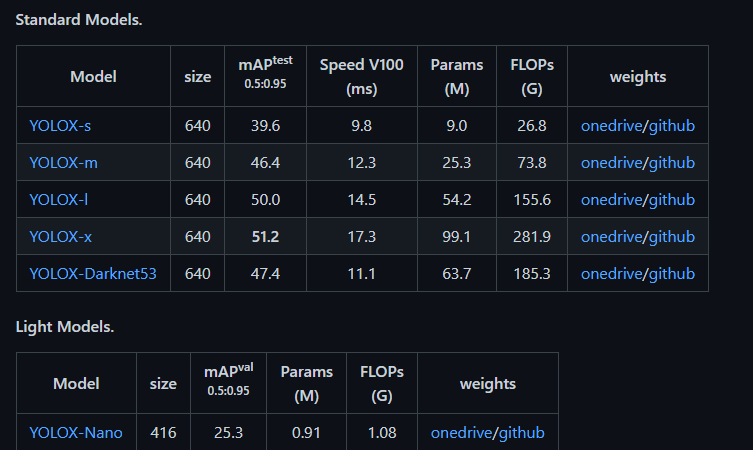 Standard Models.
Model size mAPtest 0.5:0.95 Speed V100 (ms) Params (M) FLOPs (G) weights
YOLOX-s 640 39.6 9.8 9.0 26.8 onedrive/github
YOLOX-m 640 46.4 12.3 25.3 73.8 onedrive/github
YOLOX-l 640 50.0 14.5 54.2 155.6 onedrive/github
YOLOX-x 640 51.2 17.3 99.1 281.9 onedrive/github
YOLOX-Darknet53 640 47.4 11.1 63.7 185.3 onedrive/github
Light Models.
Model size mAPval 0.5:0.95 Params (M) FLOPs (G) weights
YOLOX-Nano 416 25.3 0.91 1.08 onedrive/github